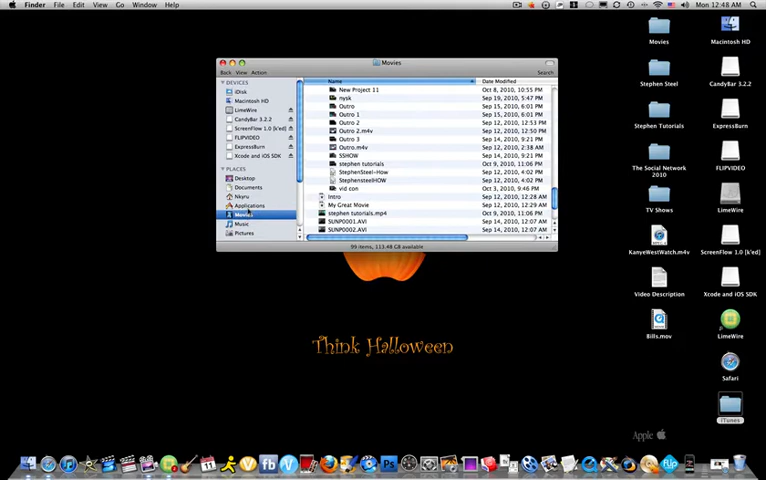 Finder File Edit View Go Window Help
Mon 12:48 AM
Movies
Back View Action
Search
Name
Date Modified
DEVICES
iDisk
Macintosh HD
LimeWire
CandyBar 3.2.2
ScreenFlow 1.0 [k'ed]
FLIPVIDEO
ExpressBurn
Xcode and iOS SDK
PLACES
Desktop
Documents
Nkyru
Applications
Movies
Music
Pictures
New Project 11 Oct 8, 2010, 10:55 PM
nysk Sep 19, 2010, 5:47 PM
Outro Sep 15, 2010, 6:01 PM
Outro 1 Sep 15, 2010, 6:01 PM
Outro 2 Sep 12, 2010, 12:53 PM
Outro 2.m4v Sep 12, 2010, 12:50 PM
Outro 3 Sep 14, 2010, 9:21 PM
Outro.m4v Sep 12, 2010, 2:38 AM
SSHOW Sep 14, 2010, 9:26 PM
stephen tutorials Oct 9, 2010, 11:06 PM
StephenSteel-How Sep 12, 2010, 4:02 PM
StephensteelHOW Sep 12, 2010, 4:02 PM
vid con Oct 3, 2010, 9:46 PM
Intro Sep 12, 2010, 12:28 AM
My Great Movie Sep 12, 2010, 12:29 AM
stephen tutorials.mp4 Oct 9, 2010, 11:06 PM
SUNP0001.AVI Sep 14, 2010, 12:07 AM
SUNP0002.AVI Sep 14, 2010, 12:07 AM
99 items, 113.48 GB available
Think Halloween
Apple
Movies
Macintosh HD
Stephen Steel
CandyBar 3.2.2
Stephen Tutorials
ExpressBurn
The Social Network 2010
FLIPVIDEO
TV Shows
LimeWire
KanyeWestWatch.m4v
ScreenFlow 1.0 [k'ed]
Video Description
Xcode and iOS SDK
Bills.mov
LimeWire
Safari
iTunes